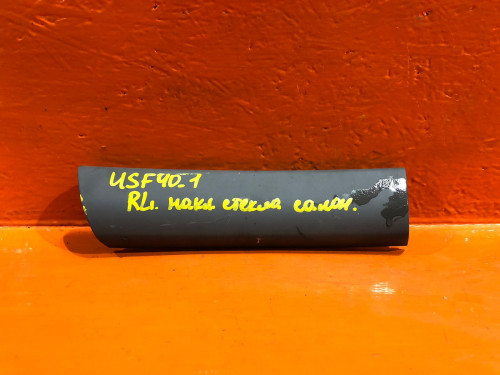 USF40.1
RL. накл стекла салон.